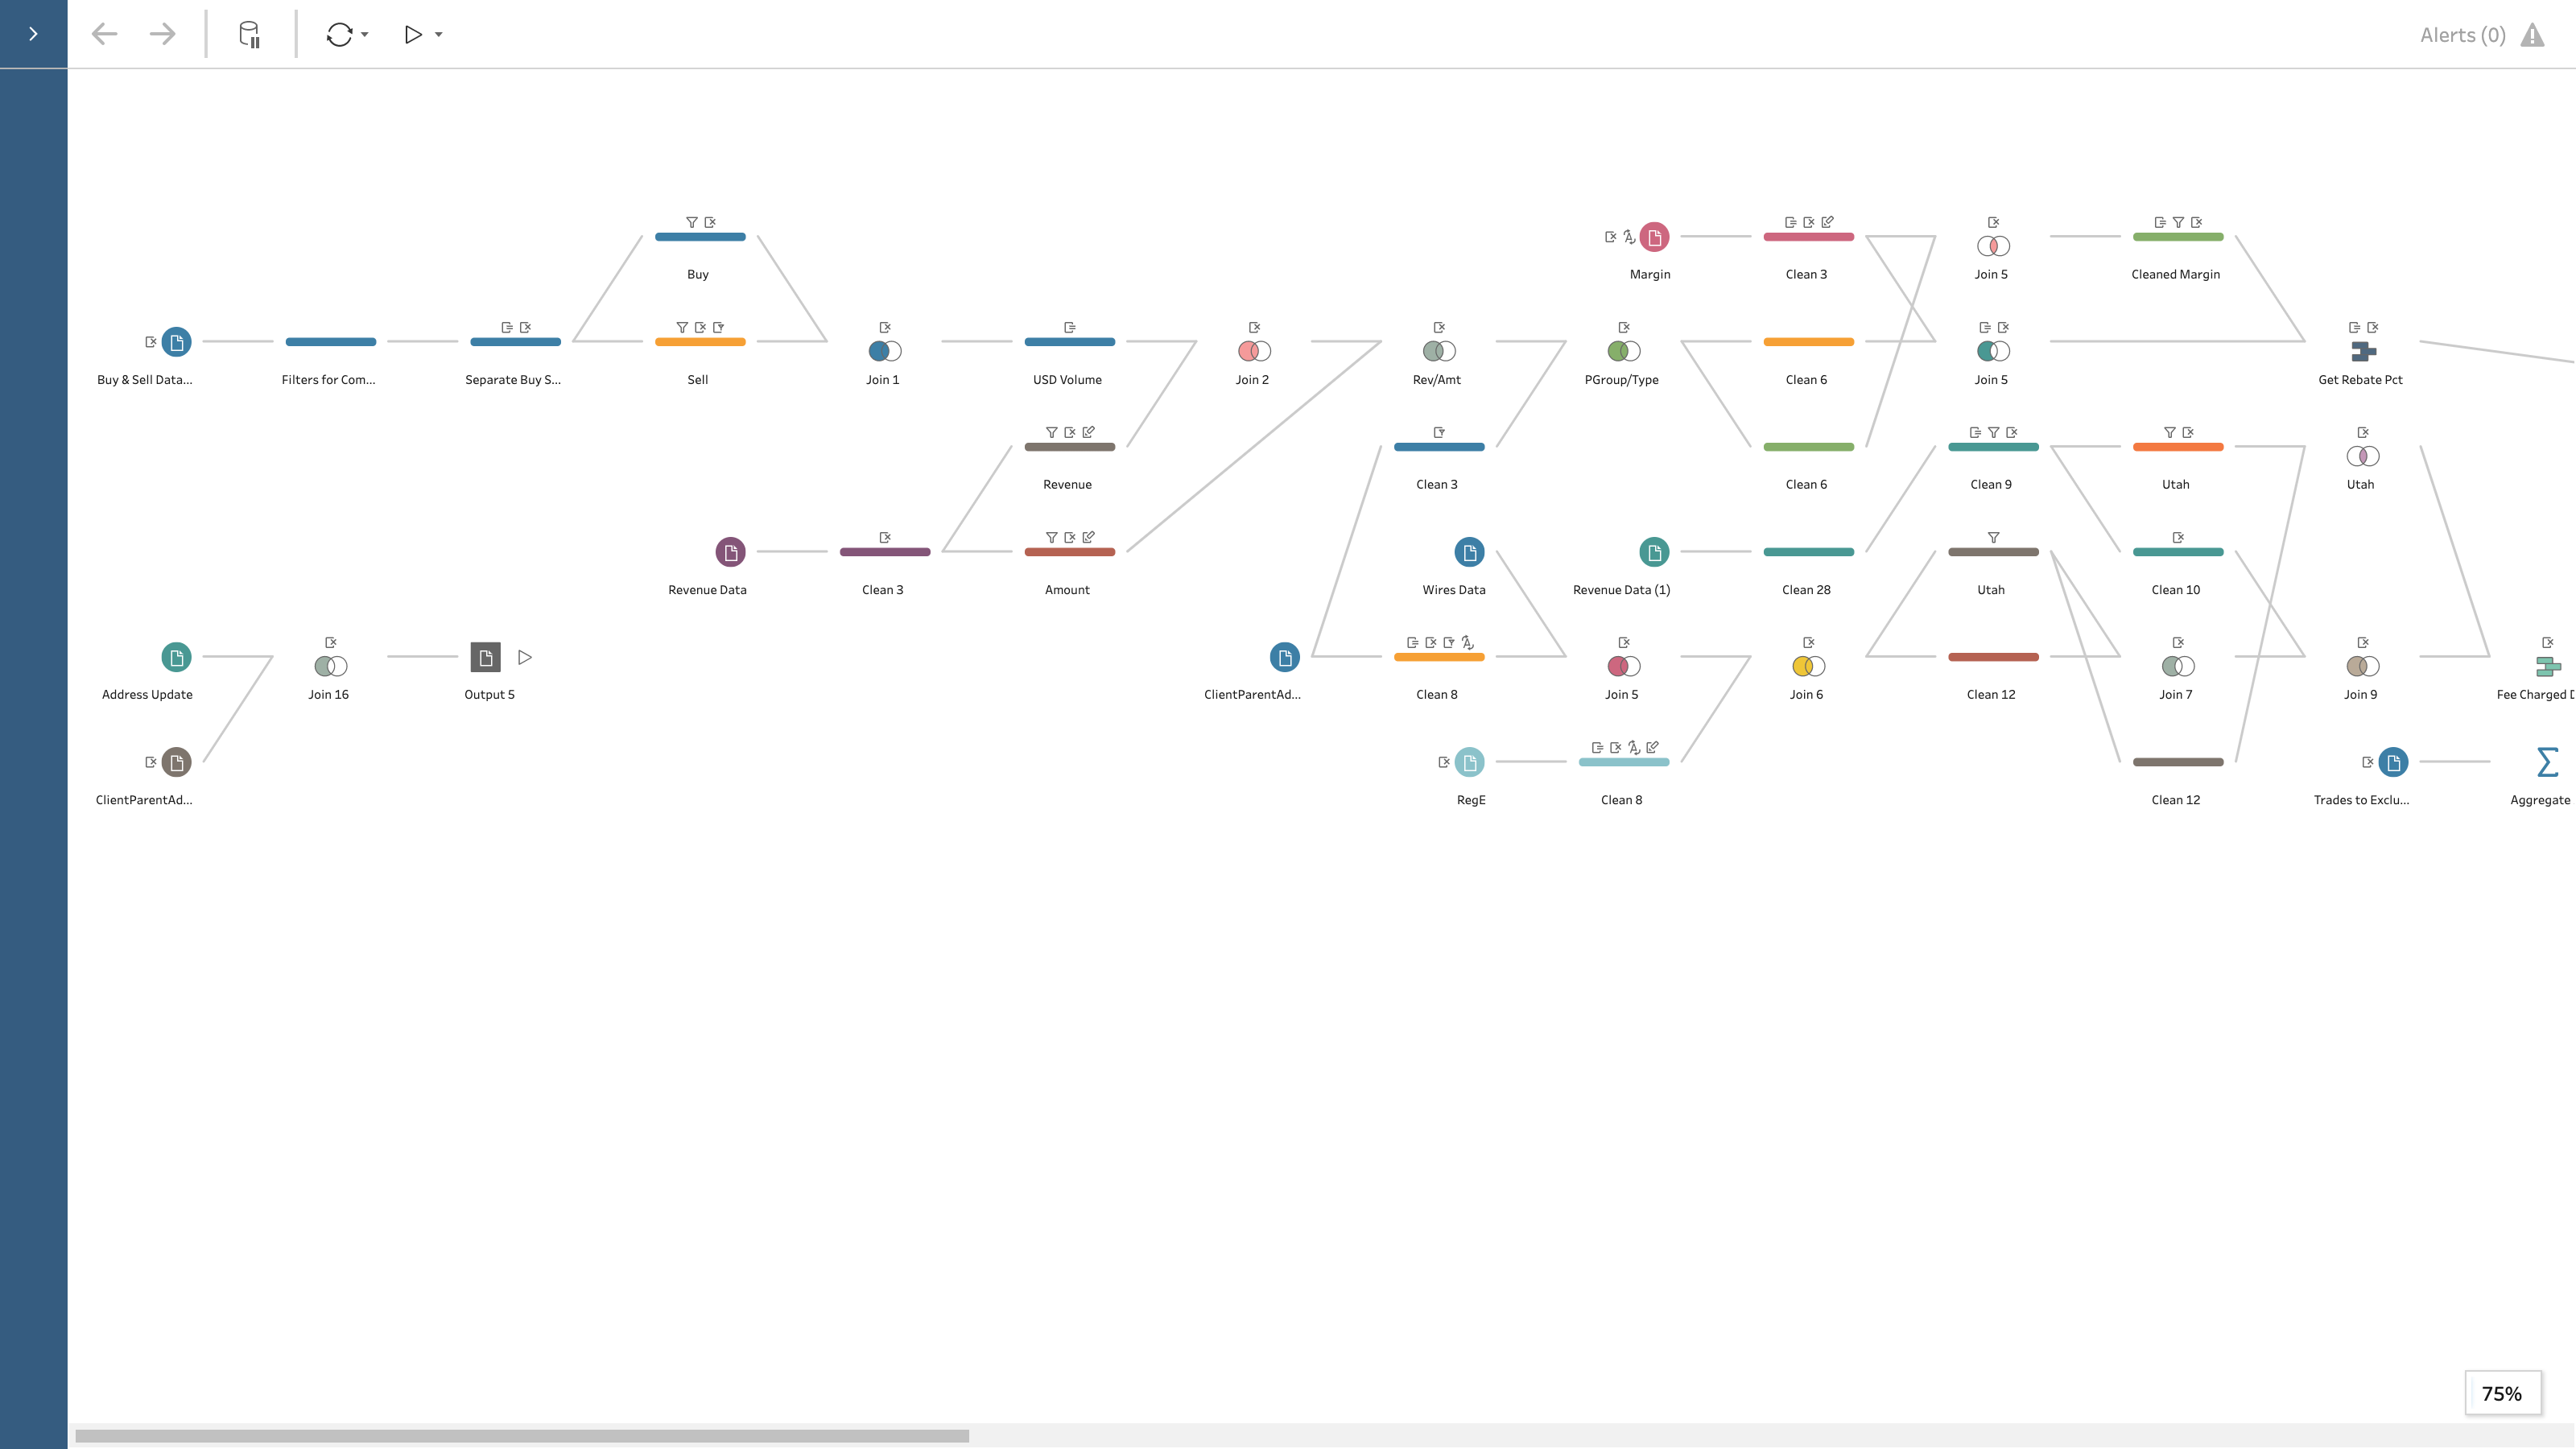 Alerts (0)
Buy
Margin
Clean 3
Join 5
Cleaned Margin
Buy & Sell Data...
Filters for Com...
Separate Buy S...
Sell
Join 1
USD Volume
Join 2
Rev/Amt
PGroup/Type
Clean 6
Join 5
Get Rebate Pct
Revenue
Clean 3
Clean 6
Clean 9
Utah
Utah
Revenue Data
Clean 3
Amount
Wires Data
Revenue Data (1)
Clean 28
Utah
Clean 10
Address Update
Join 16
Output 5
ClientParentAd...
Clean 8
Join 5
Join 6
Clean 12
Join 7
Join 9
Fee Charged
ClientParentAd...
RegE
Clean 8
Clean 12
Trades to Exclu...
Aggregate
75%